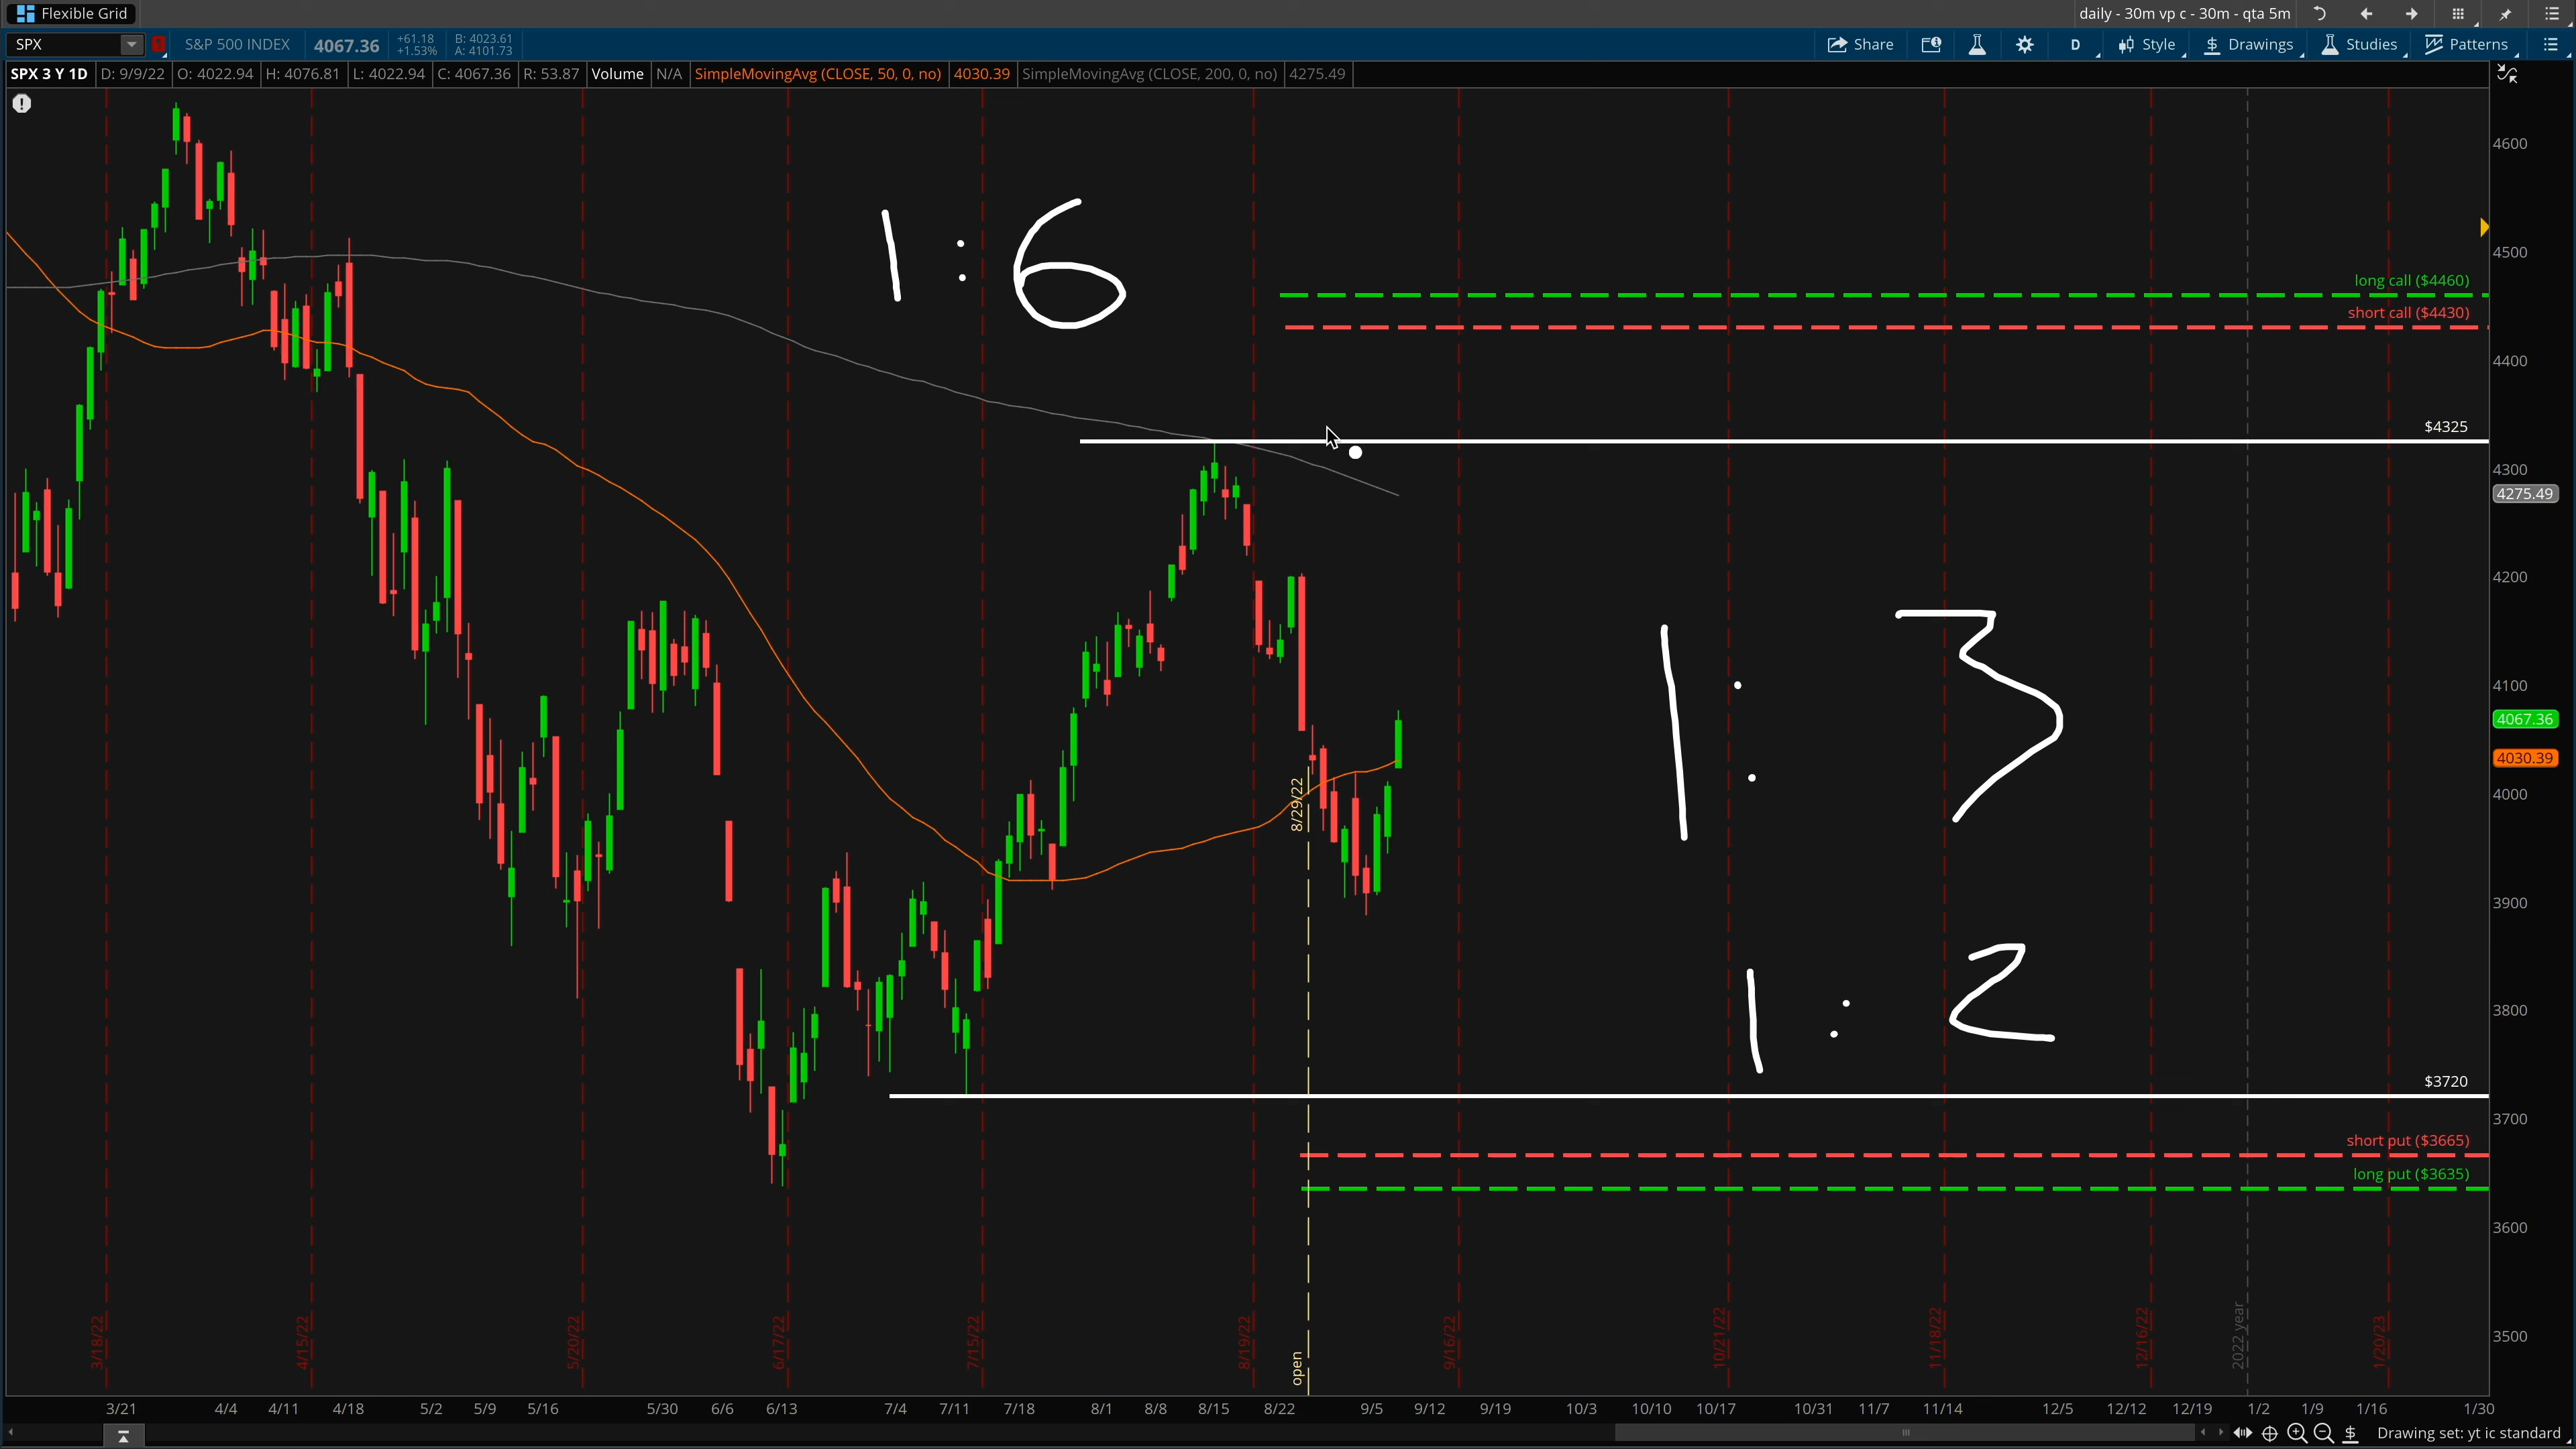 Flexible Grid
daily - 30m vp c - 30m - qta 5m
SPX
1
S&P 500 INDEX
4067.36
+61.18
+1.53%
B: 4023.61
A: 4101.73
Share
D
Style
$ Drawings
Studies
Patterns
SPX 3 Y 1D
D: 9/9/22
O: 4022.94
H: 4076.81
L: 4022.94
C: 4067.36
R: 53.87
Volume
N/A
SimpleMovingAvg (CLOSE, 50, 0, no)
4030.39
SimpleMovingAvg (CLOSE, 200, 0, no)
4275.49
1 : 6
1 : 3
1 : 2
long call ($4460)
short call ($4430)
$4325
$3720
short put ($3665)
long put ($3635)
4600
4500
4400
4300
4275.49
4200
4100
4067.36
4030.39
4000
3900
3800
3700
3600
3500
8/29/22
open
3/18/22
4/15/22
5/20/22
6/17/22
7/15/22
8/19/22
9/16/22
10/21/22
11/18/22
12/16/22
2022 year
1/20/23
3/21
4/4
4/11
4/18
5/2
5/9
5/16
5/30
6/6
6/13
7/4
7/11
7/18
8/1
8/8
8/15
8/22
9/5
9/12
9/19
10/3
10/10
10/17
10/31
11/7
11/14
12/5
12/12
12/19
1/2
1/9
1/16
1/30
$
Drawing set: yt ic standard